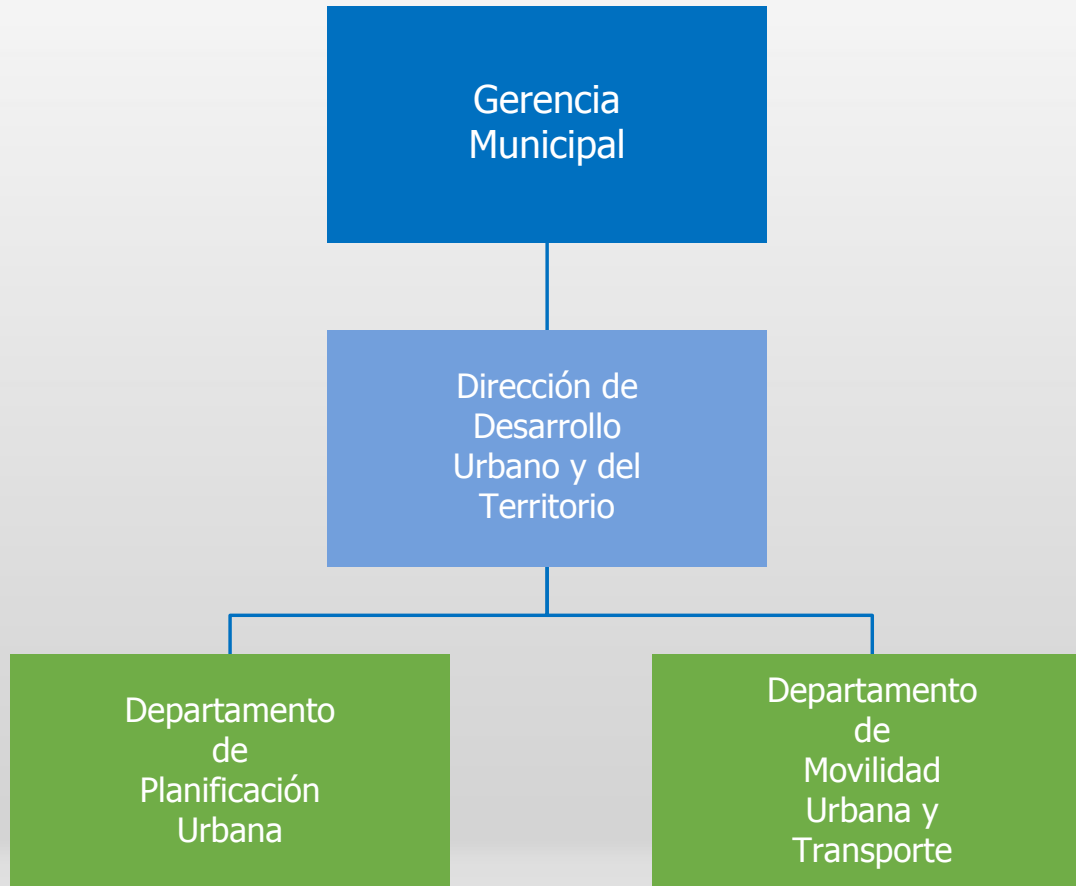 Gerencia
Municipal
Dirección de
Desarrollo
Urbano y del
Territorio
Departamento
de
Planificación
Urbana
Departamento
de
Movilidad
Urbana y
Transporte